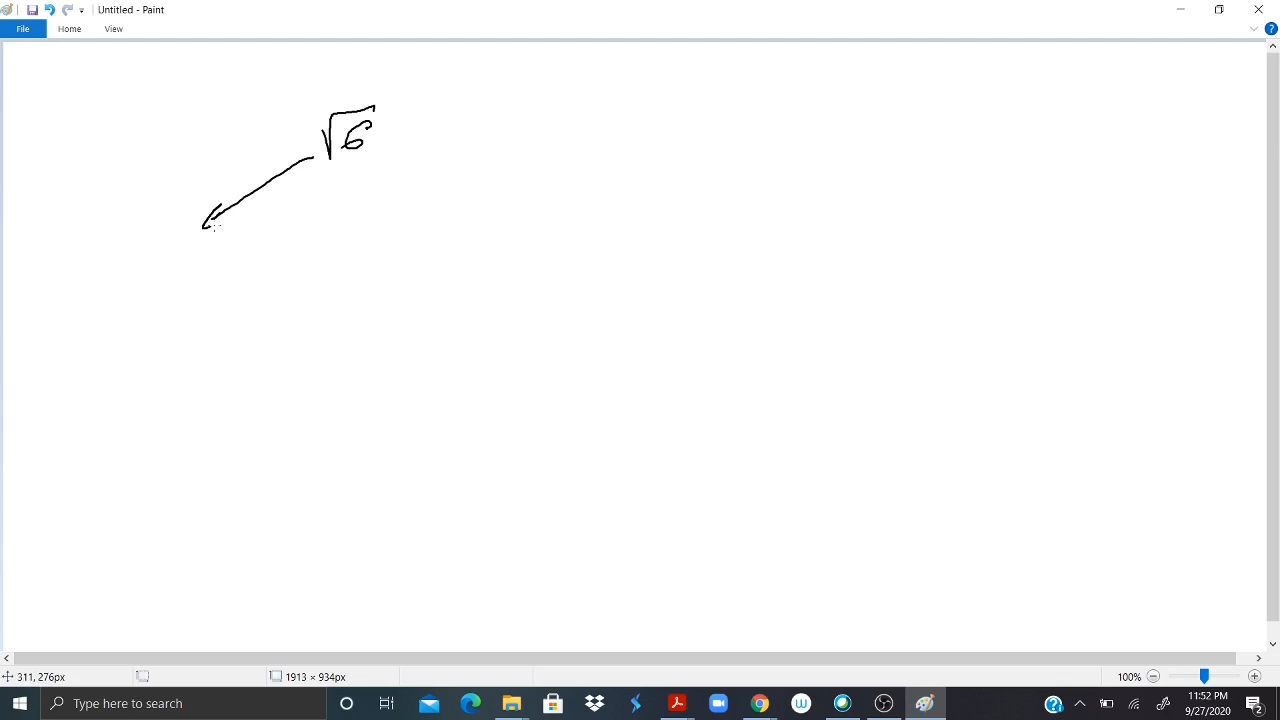 Untitled - Paint
File Home View
√6
311, 276px 1913 × 934px 100%
Type here to search
11:52 PM
9/27/2020
2